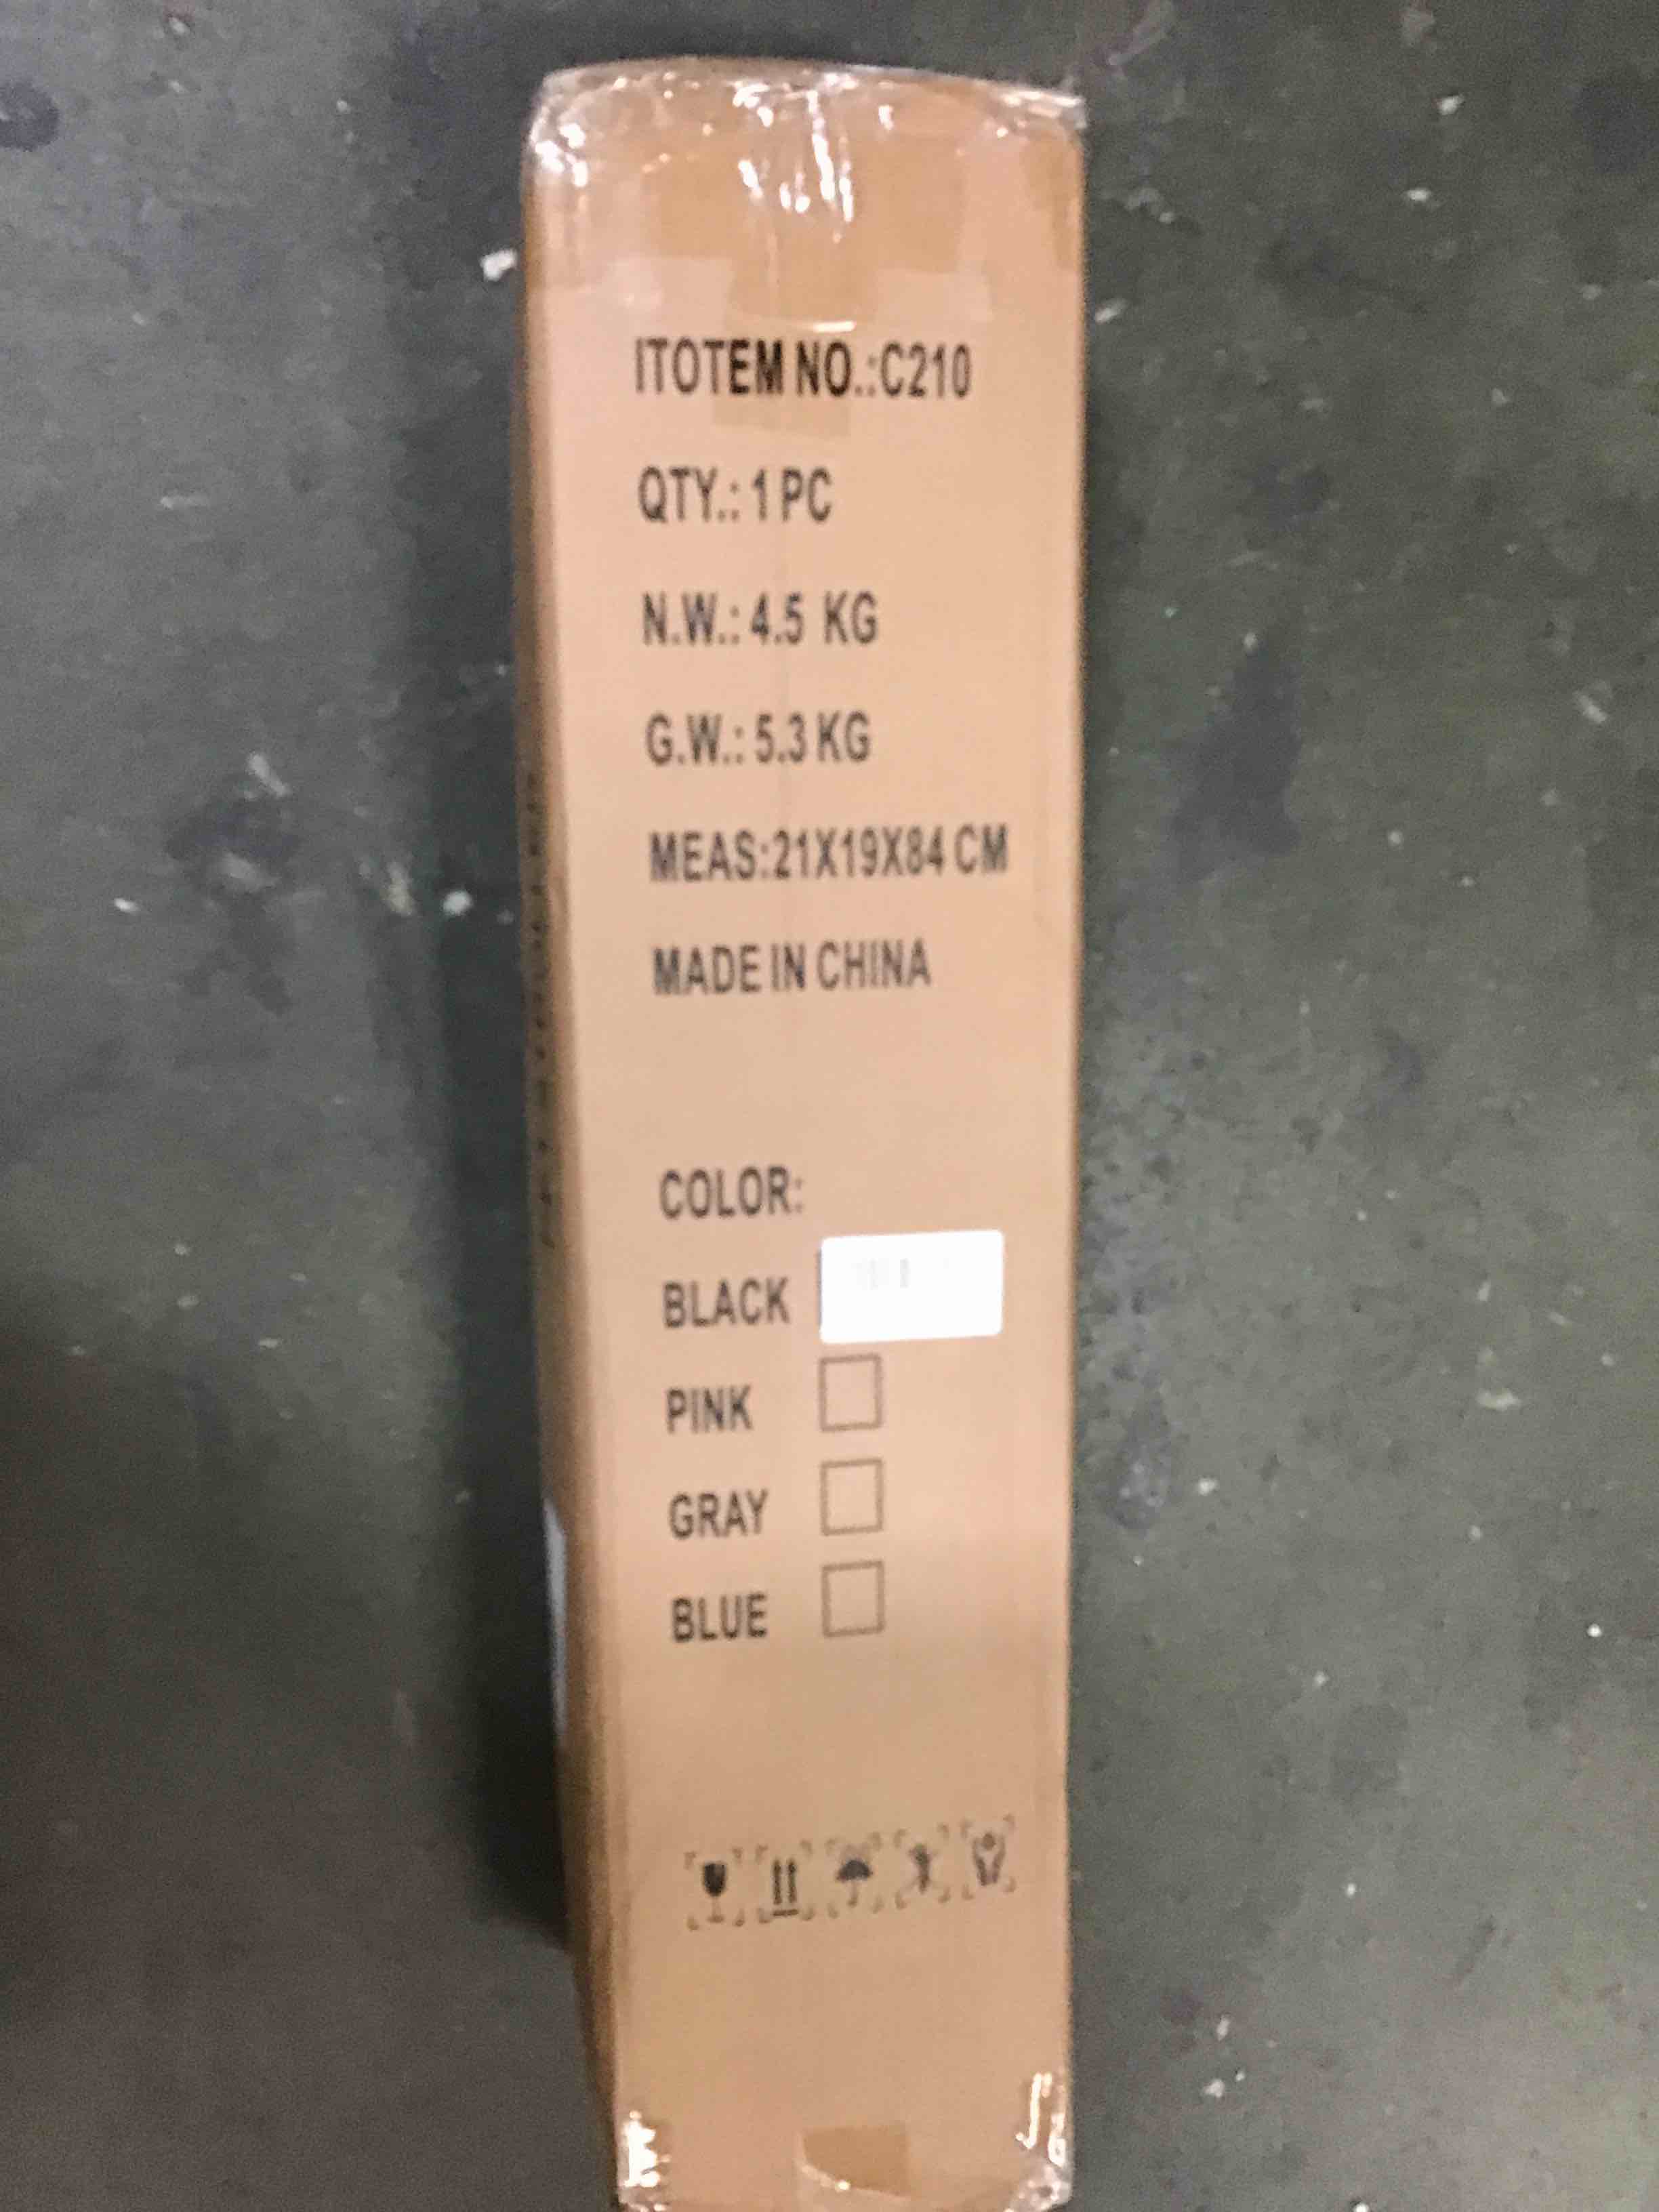 ITOTEM NO.:C210
QTY.: 1 PC
N.W.: 4.5 KG
G.W.: 5.3 KG
MEAS:21X19X84 CM
MADE IN CHINA
COLOR:
BLACK
PINK
GRAY
BLUE